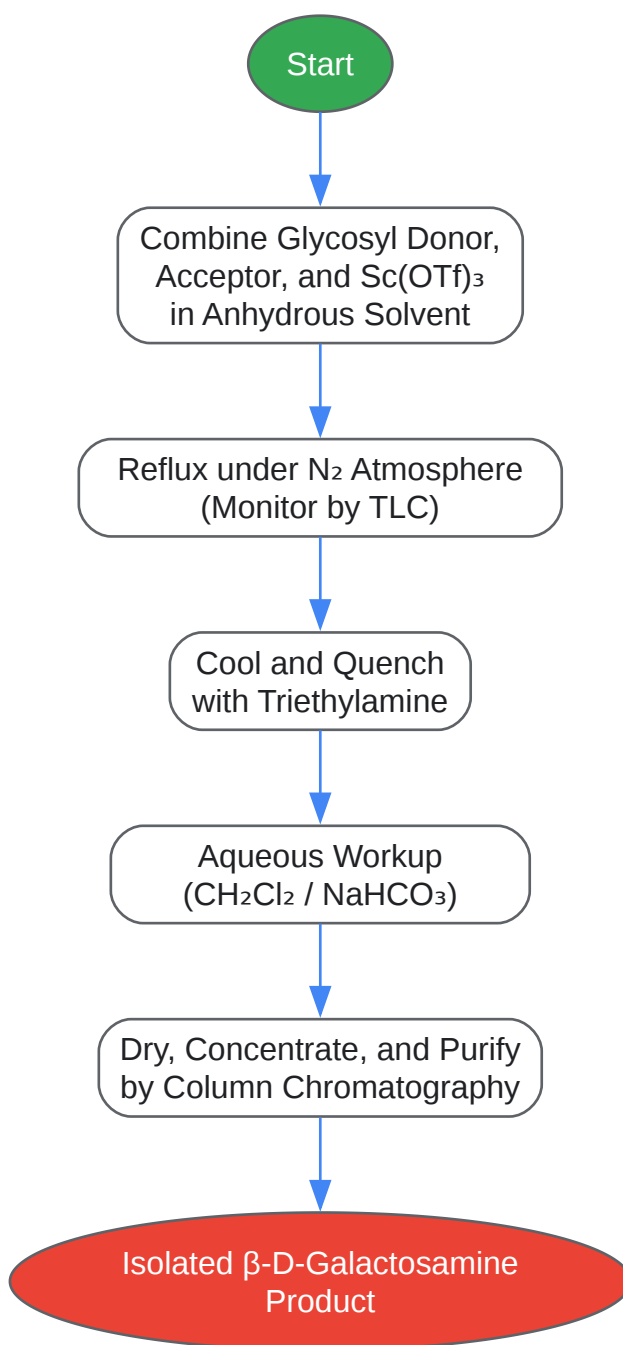 Start
Combine Glycosyl Donor,
Acceptor, and Sc(OTf)₃
in Anhydrous Solvent
Reflux under N₂ Atmosphere
(Monitor by TLC)
Cool and Quench
with Triethylamine
Aqueous Workup
(CH₂Cl₂ / NaHCO₃)
Dry, Concentrate, and Purify
by Column Chromatography
Isolated β-D-Galactosamine
Product